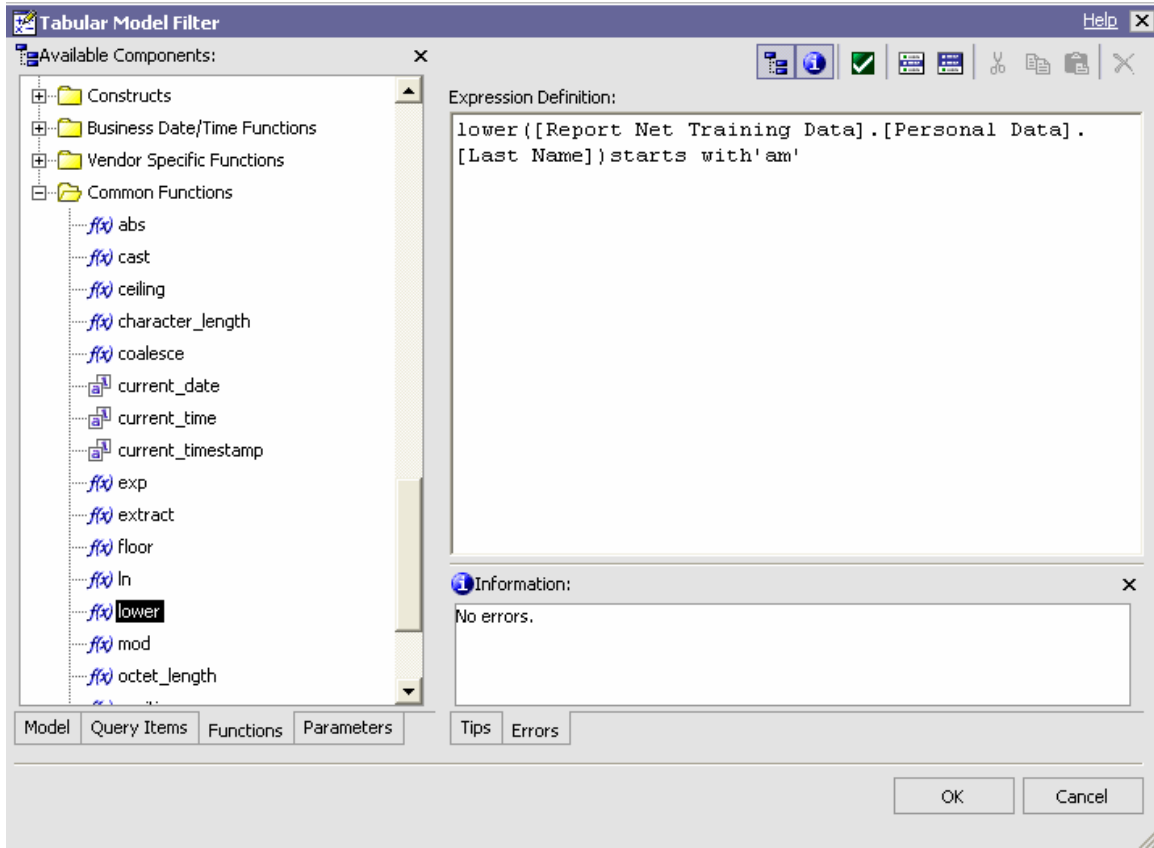 Tabular Model Filter
Help
Available Components:
Constructs
Business Date/Time Functions
Vendor Specific Functions
Common Functions
f(x) abs
f(x) cast
f(x) ceiling
f(x) character_length
f(x) coalesce
current_date
current_time
current_timestamp
f(x) exp
f(x) extract
f(x) floor
f(x) ln
f(x) lower
f(x) mod
f(x) octet_length
Model Query Items Functions Parameters
Expression Definition:
lower([Report Net Training Data].[Personal Data].
[Last Name])starts with'am'
Information:
No errors.
Tips Errors
OK Cancel